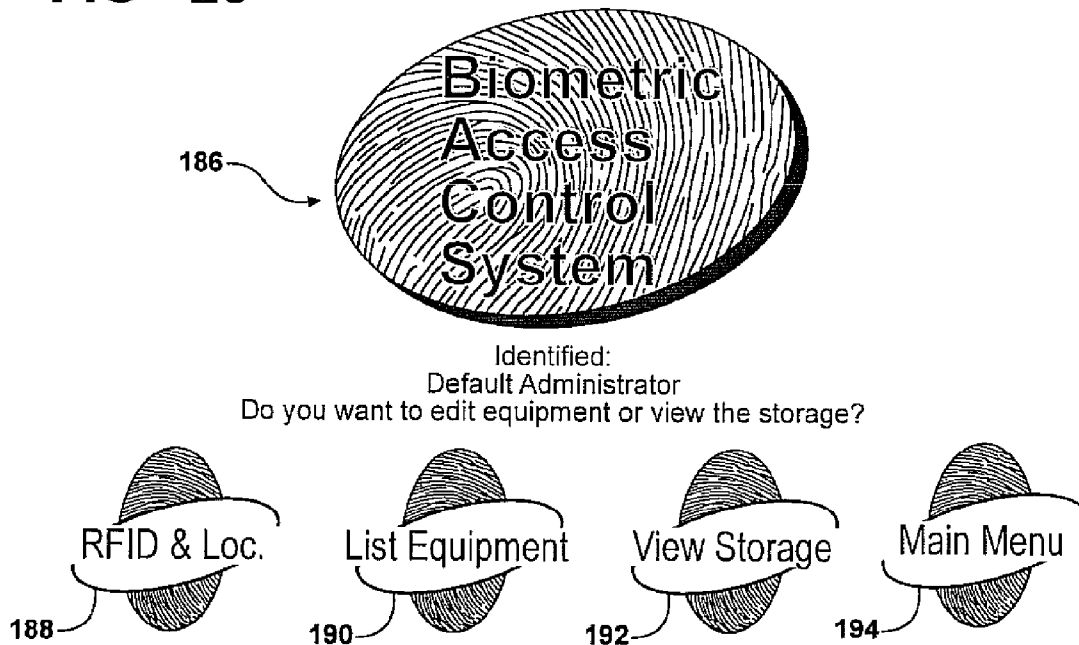 Biometric
Access
Control
System
186
Identified:
Default Administrator
Do you want to edit equipment or view the storage?
RFID & Loc.
List Equipment
View Storage
Main Menu
188
190
192
194